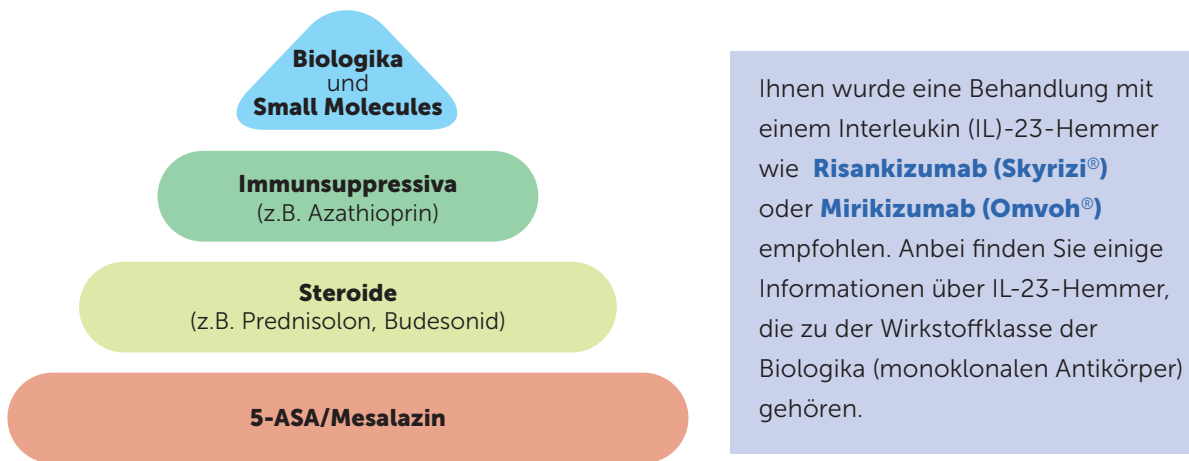 Biologika
und
Small Molecules
Immunsuppressiva
(z.B. Azathioprin)
Steroide
(z.B. Prednisolon, Budesonid)
5-ASA/Mesalazin
Ihnen wurde eine Behandlung mit
einem Interleukin (IL)-23-Hemmer
wie Risankizumab (Skyrizi®)
oder Mirikizumab (Omvoh®)
empfohlen. Anbei finden Sie einige
Informationen über IL-23-Hemmer,
die zu der Wirkstoffklasse der
Biologika (monoklonalen Antikörper)
gehören.